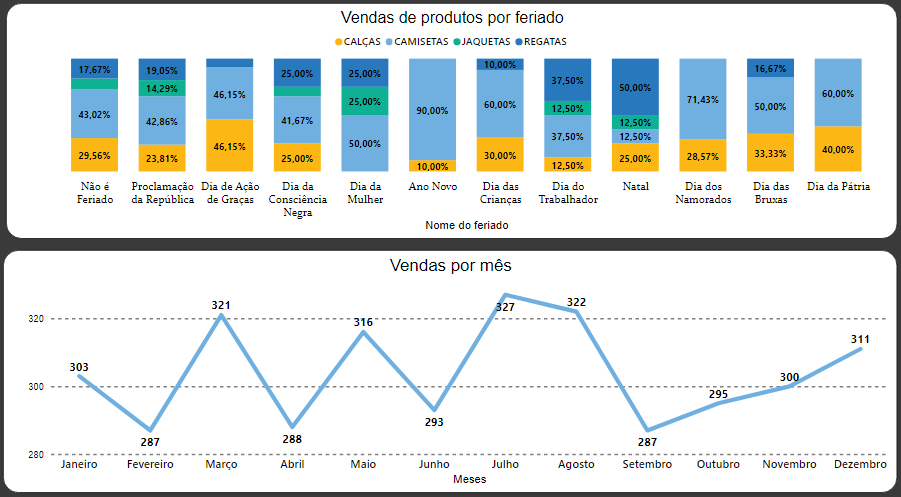 Vendas de produtos por feriado
CALÇAS CAMISETAS JAQUETAS REGATAS
17,67% 19,05% 25,00% 25,00% 10,00% 37,50% 50,00% 16,67%
14,29% 25,00% 12,50% 12,50%
43,02% 42,86% 46,15% 41,67% 50,00% 90,00% 60,00% 37,50% 12,50% 71,43% 50,00% 60,00%
29,56% 23,81% 46,15% 25,00% 10,00% 30,00% 12,50% 25,00% 28,57% 33,33% 40,00%
Não é Proclamação Dia de Ação Dia da Dia da Ano Novo Dia das Dia do Natal Dia dos Dia das Dia da Pátria
Feriado da República de Graças Consciência Mulher Crianças Trabalhador Namorados Bruxas
Negra
Nome do feriado
Vendas por mês
320
300
280
303 287 321 288 316 293 327 322 287 295 300 311
Janeiro Fevereiro Março Abril Maio Junho Julho Agosto Setembro Outubro Novembro Dezembro
Meses